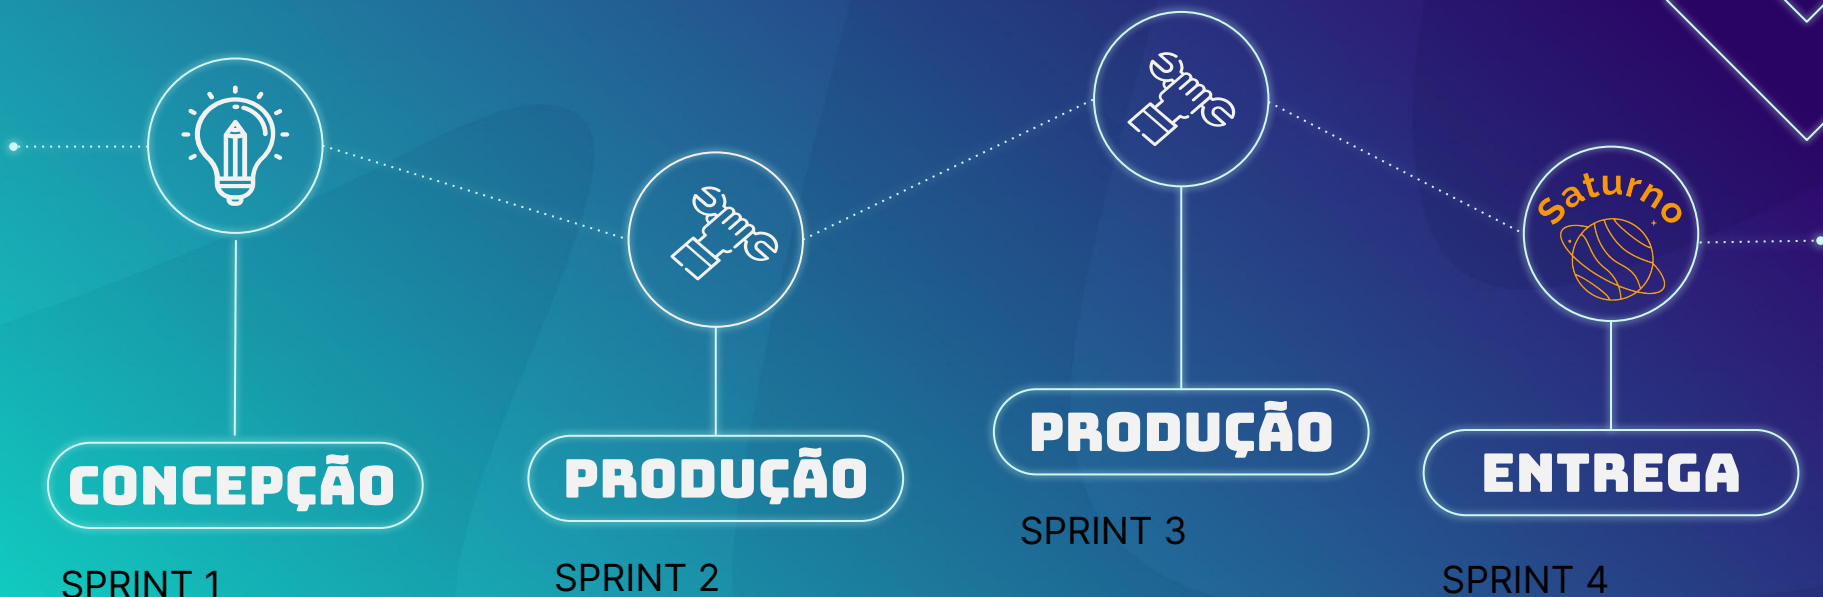 Saturno
CONCEPÇÃO
PRODUÇÃO
PRODUÇÃO
ENTREGA
SPRINT 1
SPRINT 2
SPRINT 3
SPRINT 4